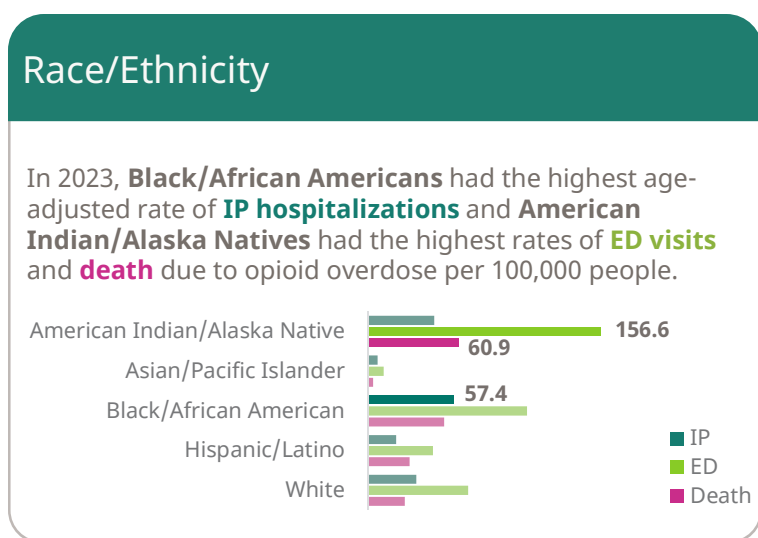 Race/Ethnicity
In 2023, Black/African Americans had the highest age-
adjusted rate of IP hospitalizations and American
Indian/Alaska Natives had the highest rates of ED visits
and death due to opioid overdose per 100,000 people.
American Indian/Alaska Native
156.6
60.9
Asian/Pacific Islander
Black/African American
57.4
Hispanic/Latino
White
IP
ED
Death